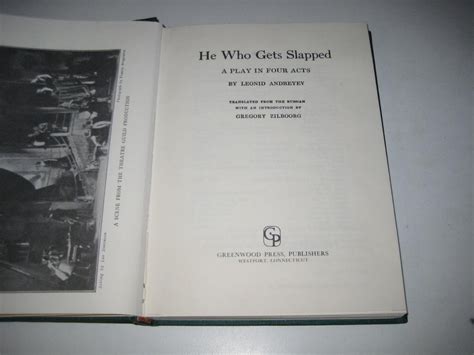 He Who Gets Slapped
A PLAY IN FOUR ACTS
BY LEONID ANDREYEV
TRANSLATED FROM THE RUSSIAN
WITH AN INTRODUCTION BY
GREGORY ZILBOORG
GP
GREENWOOD PRESS, PUBLISHERS
WESTPORT, CONNECTICUT
A SCENE FROM THE THEATRE GUILD PRODUCTION